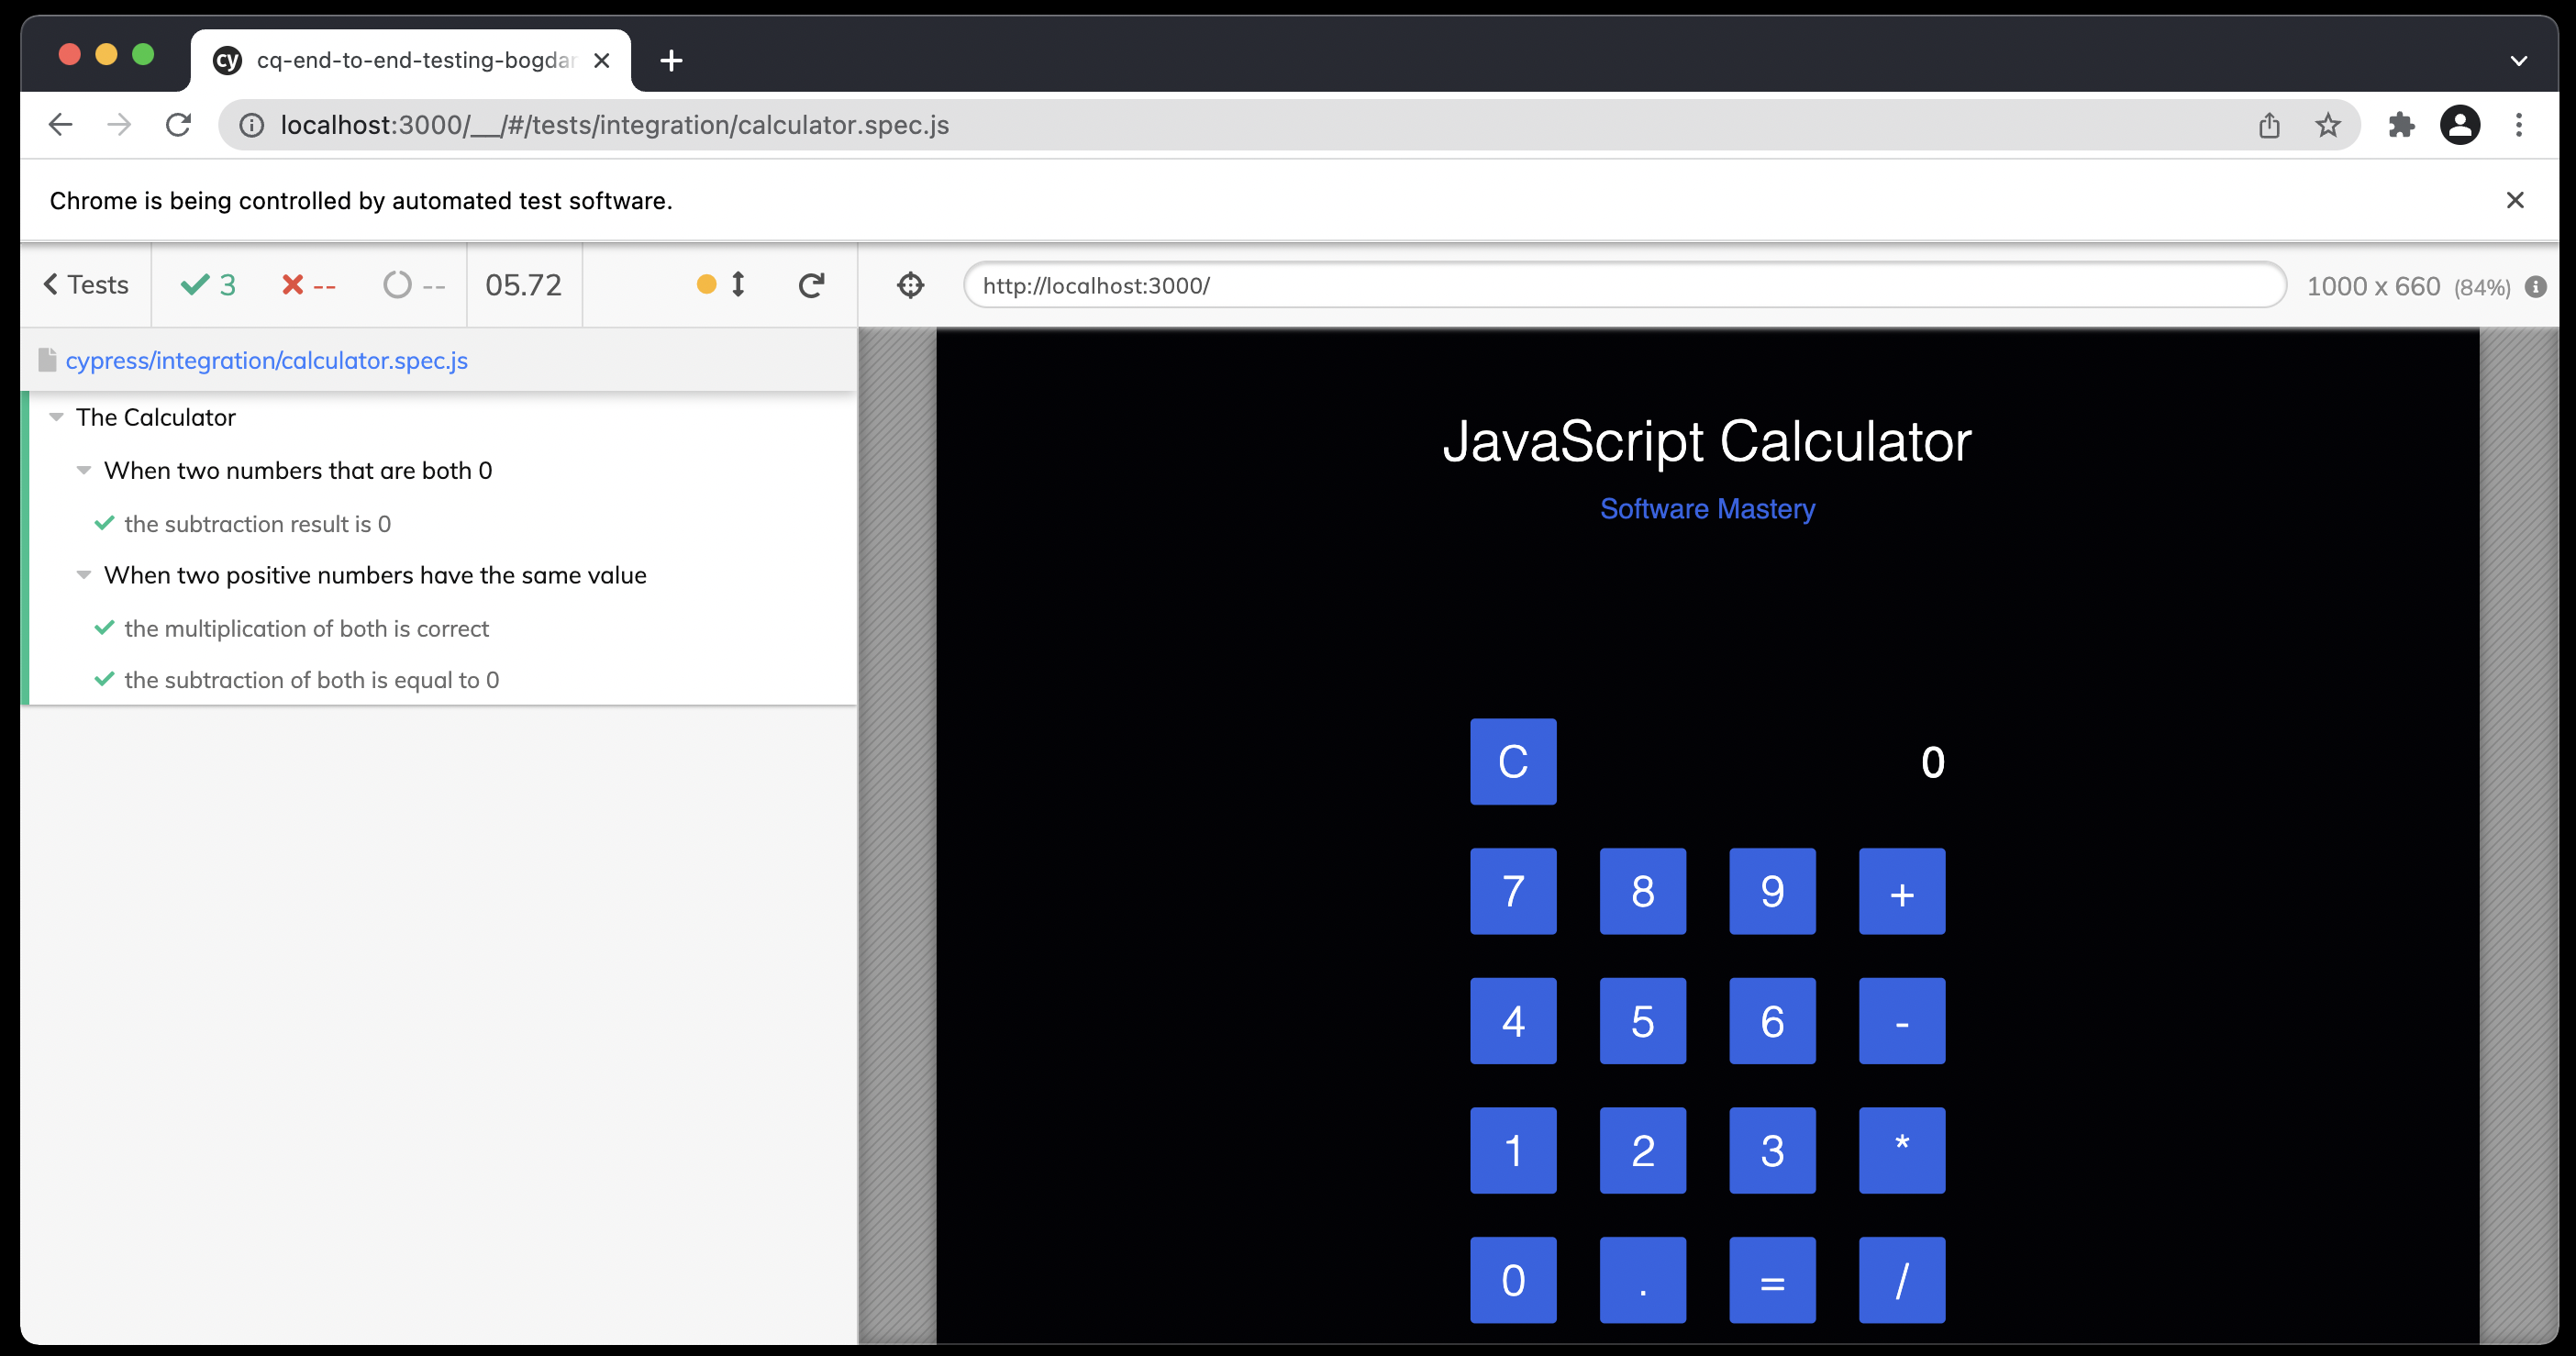 cy cq-end-to-end-testing-bogdan
localhost:3000/__/#/tests/integration/calculator.spec.js
Chrome is being controlled by automated test software.
Tests 3 -- -- 05.72 http://localhost:3000/ 1000 x 660 (84%)
cypress/integration/calculator.spec.js
The Calculator
When two numbers that are both 0
the subtraction result is 0
When two positive numbers have the same value
the multiplication of both is correct
the subtraction of both is equal to 0
JavaScript Calculator
Software Mastery
C 0
7 8 9 +
4 5 6 -
1 2 3 *
0 . = /